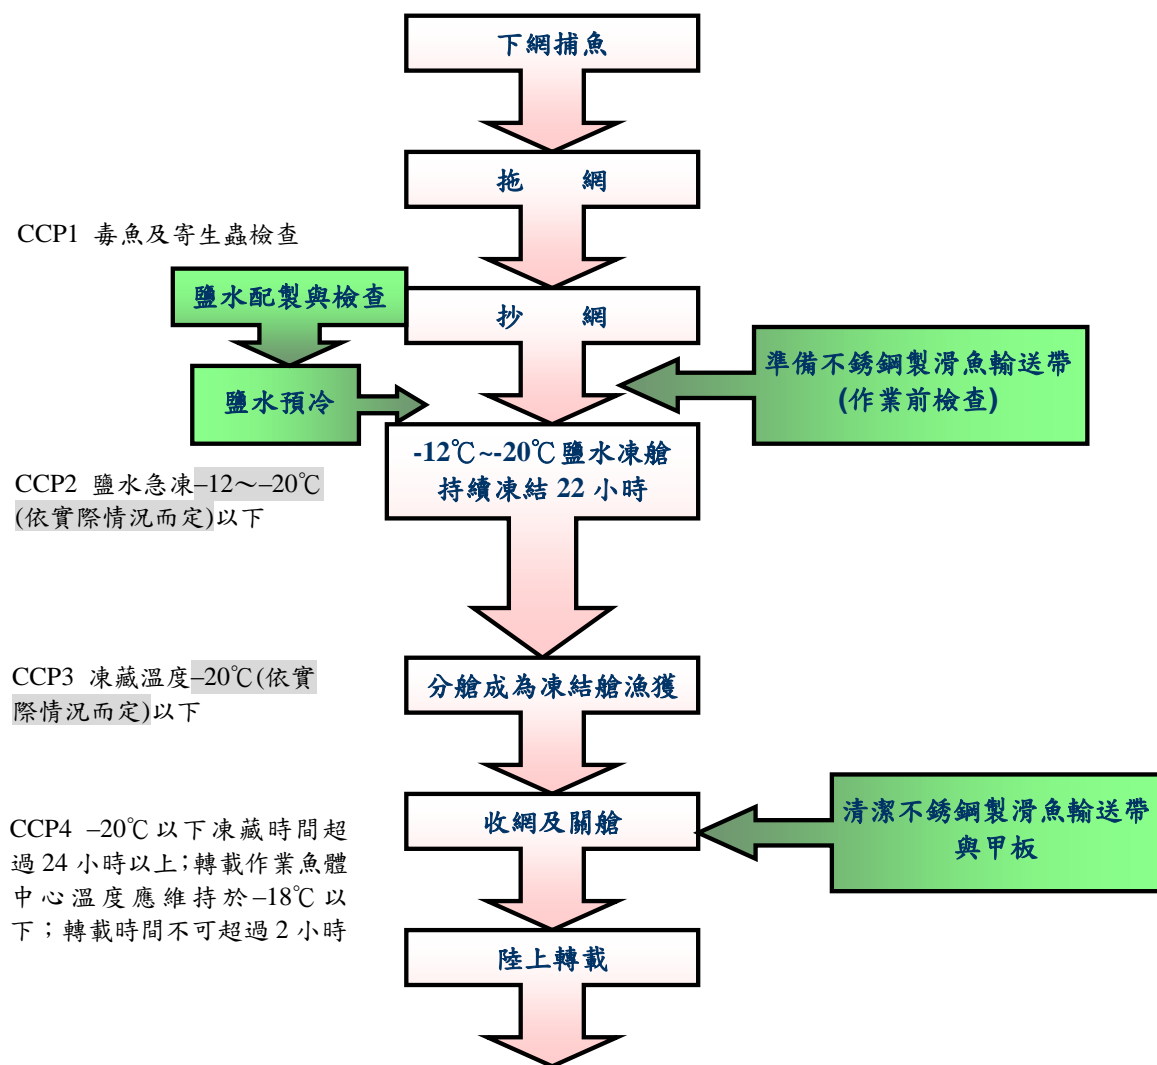 下網捕魚
拖 網
CCP1 毒魚及寄生蟲檢查
鹽水配製與檢查
抄 網
準備不銹鋼製滑魚輸送帶
(作業前檢查)
鹽水預冷
-12℃~-20℃鹽水凍艙
持續凍結 22 小時
CCP2 鹽水急凍–12～–20℃
(依實際情況而定)以下
CCP3 凍藏溫度–20℃(依實
際情況而定)以下
分艙成為凍結艙漁獲
收網及關艙
清潔不銹鋼製滑魚輸送帶
與甲板
CCP4 –20℃以下凍藏時間超
過 24 小時以上；轉載作業魚體
中心溫度應維持於–18℃以
下；轉載時間不可超過 2 小時
陸上轉載